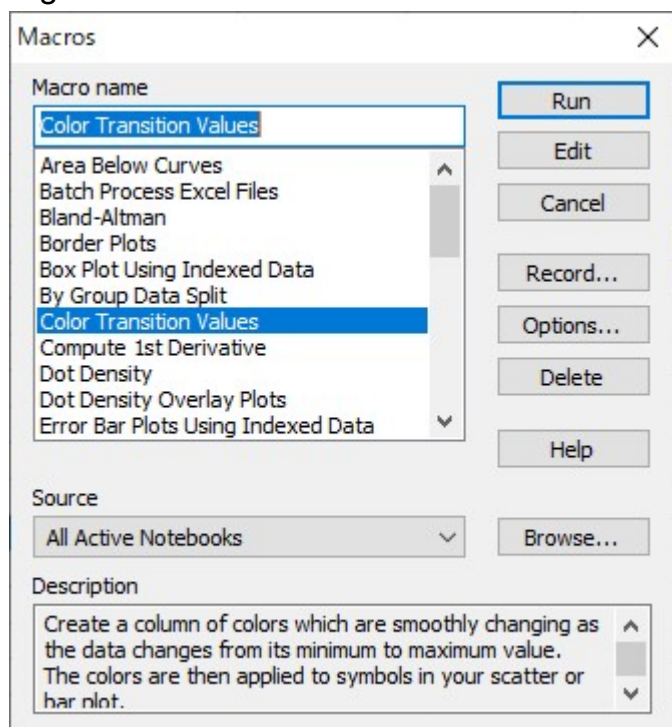 Macros
Macro name
Color Transition Values
Area Below Curves
Batch Process Excel Files
Bland-Altman
Border Plots
Box Plot Using Indexed Data
By Group Data Split
Color Transition Values
Compute 1st Derivative
Dot Density
Dot Density Overlay Plots
Error Bar Plots Using Indexed Data
Run
Edit
Cancel
Record...
Options...
Delete
Help
Source
All Active Notebooks
Browse...
Description
Create a column of colors which are smoothly changing as
the data changes from its minimum to maximum value.
The colors are then applied to symbols in your scatter or
bar plot.